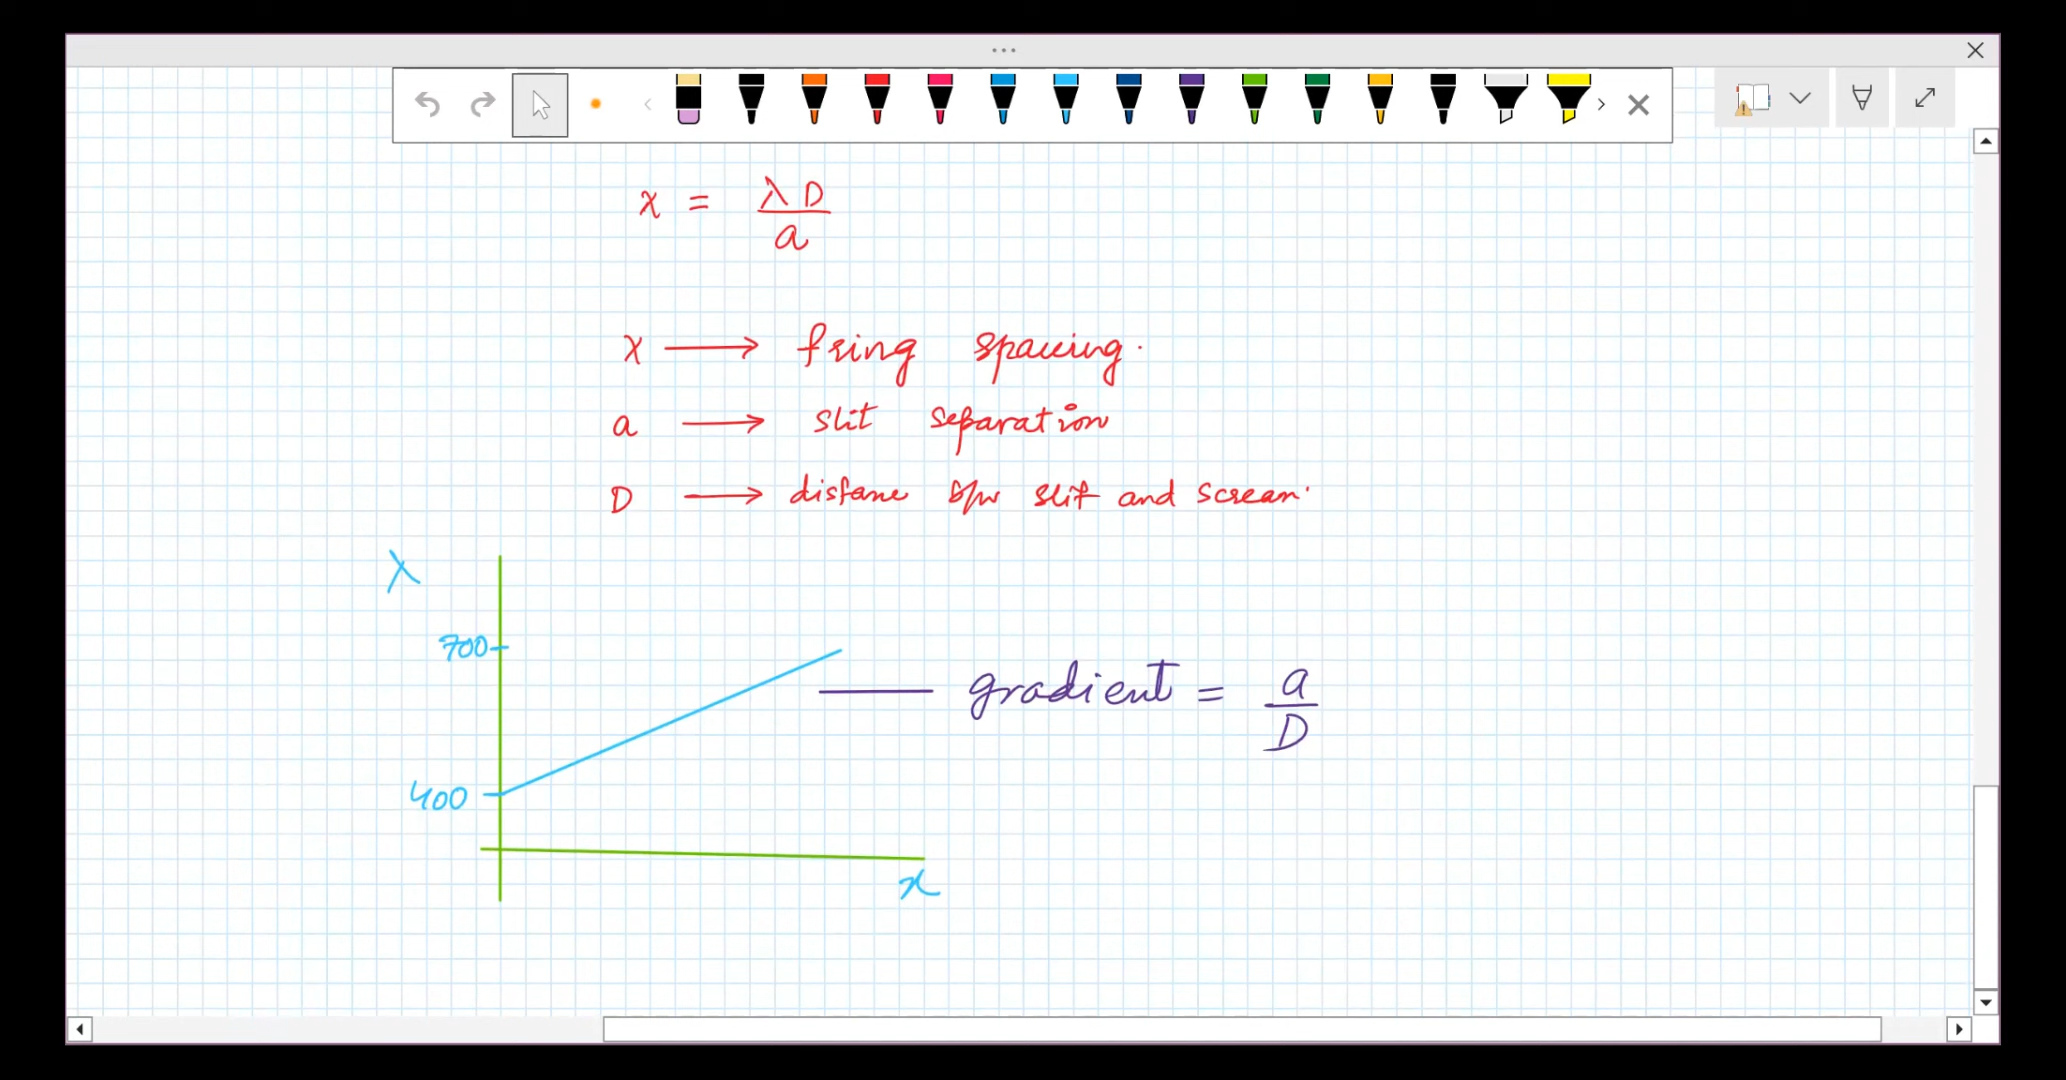 x = λD/a
x → fring spacing.
a → slit separation
D → distane b/w slit and screan.
λ
700
gradient = a/D
400
x